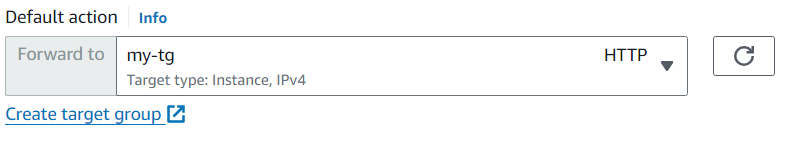 Default action Info
Forward to my-tg HTTP
Target type: Instance, IPv4
Create target group